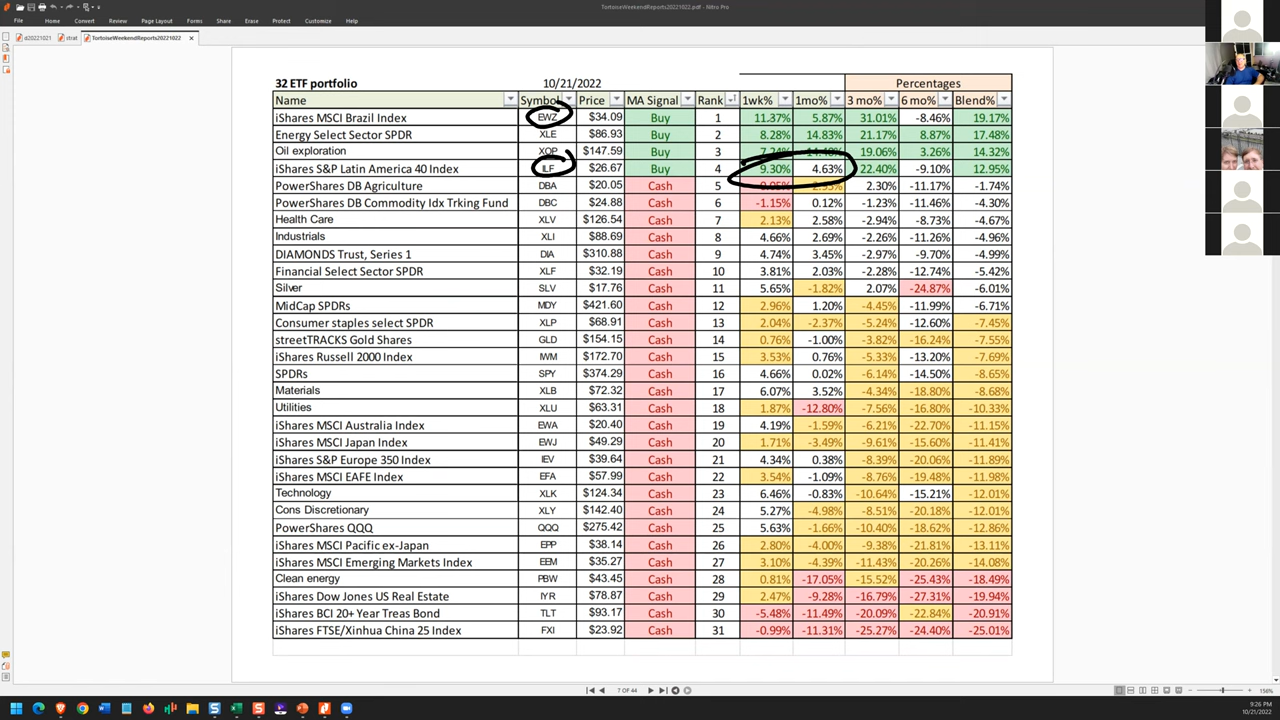 TortoiseWeekendReports20221022.pdf - Nitro Pro
File Home Convert Review Page Layout Forms Share Erase Protect Customize Help
d20221021 strat TortoiseWeekendReports20221022
32 ETF portfolio 10/21/2022 Percentages
Name Symbol Price MA Signal Rank 1wk% 1mo% 3 mo% 6 mo% Blend%
iShares MSCI Brazil Index EWZ $34.09 Buy 1 11.37% 5.87% 31.01% -8.46% 19.17%
Energy Select Sector SPDR XLE $86.93 Buy 2 8.28% 14.83% 21.17% 8.87% 17.48%
Oil exploration XOP $147.59 Buy 3 7.24% 14.48% 19.06% 3.26% 14.32%
iShares S&P Latin America 40 Index ILF $26.67 Buy 4 9.30% 4.63% 22.40% -9.10% 12.95%
PowerShares DB Agriculture DBA $20.05 Cash 5 2.30% -11.17% -1.74%
PowerShares DB Commodity Idx Trking Fund DBC $24.88 Cash 6 -1.15% 0.12% -1.23% -11.46% -4.30%
Health Care XLV $126.54 Cash 7 2.13% 2.58% -2.94% -8.73% -4.67%
Industrials XLI $88.69 Cash 8 4.66% 2.69% -2.26% -11.26% -4.96%
DIAMONDS Trust, Series 1 DIA $310.88 Cash 9 4.74% 3.45% -2.97% -9.70% -4.99%
Financial Select Sector SPDR XLF $32.19 Cash 10 3.81% 2.03% -2.28% -12.74% -5.42%
Silver SLV $17.76 Cash 11 5.65% -1.82% 2.07% -24.87% -6.01%
MidCap SPDRs MDY $421.60 Cash 12 2.96% 1.20% -4.45% -11.99% -6.71%
Consumer staples select SPDR XLP $68.91 Cash 13 2.04% -2.37% -5.24% -12.60% -7.45%
streetTRACKS Gold Shares GLD $154.15 Cash 14 0.76% -1.00% -3.82% -16.24% -7.55%
iShares Russell 2000 Index IWM $172.70 Cash 15 3.53% 0.76% -5.33% -13.20% -7.69%
SPDRs SPY $374.29 Cash 16 4.66% 0.02% -6.14% -14.50% -8.65%
Materials XLB $72.32 Cash 17 6.07% 3.52% -4.34% -18.80% -8.68%
Utilities XLU $63.31 Cash 18 1.87% -12.80% -7.56% -16.80% -10.33%
iShares MSCI Australia Index EWA $20.40 Cash 19 4.19% -1.59% -6.21% -22.70% -11.15%
iShares MSCI Japan Index EWJ $49.29 Cash 20 1.71% -3.49% -9.61% -15.60% -11.41%
iShares S&P Europe 350 Index IEV $39.64 Cash 21 4.34% 0.38% -8.39% -20.06% -11.89%
iShares MSCI EAFE Index EFA $57.99 Cash 22 3.54% -1.09% -8.76% -19.48% -11.98%
Technology XLK $124.34 Cash 23 6.46% -0.83% -10.64% -15.21% -12.01%
Cons Discretionary XLY $142.40 Cash 24 5.27% -4.98% -8.51% -20.18% -12.01%
PowerShares QQQ QQQ $275.42 Cash 25 5.63% -1.66% -10.40% -18.62% -12.86%
iShares MSCI Pacific ex-Japan EPP $38.14 Cash 26 2.80% -4.00% -9.38% -21.81% -13.11%
iShares MSCI Emerging Markets Index EEM $35.27 Cash 27 3.10% -4.39% -11.43% -20.26% -14.08%
Clean energy PBW $43.45 Cash 28 0.81% -17.05% -15.52% -25.43% -18.49%
iShares Dow Jones US Real Estate IYR $78.87 Cash 29 2.47% -9.28% -16.79% -27.31% -19.94%
iShares BCI 20+ Year Treas Bond TLT $93.17 Cash 30 -5.48% -11.49% -20.09% -22.84% -20.91%
iShares FTSE/Xinhua China 25 Index FXI $23.92 Cash 31 -0.99% -11.31% -25.27% -24.40% -25.01%
7 OF 44
156%
9:26 PM
10/21/2022